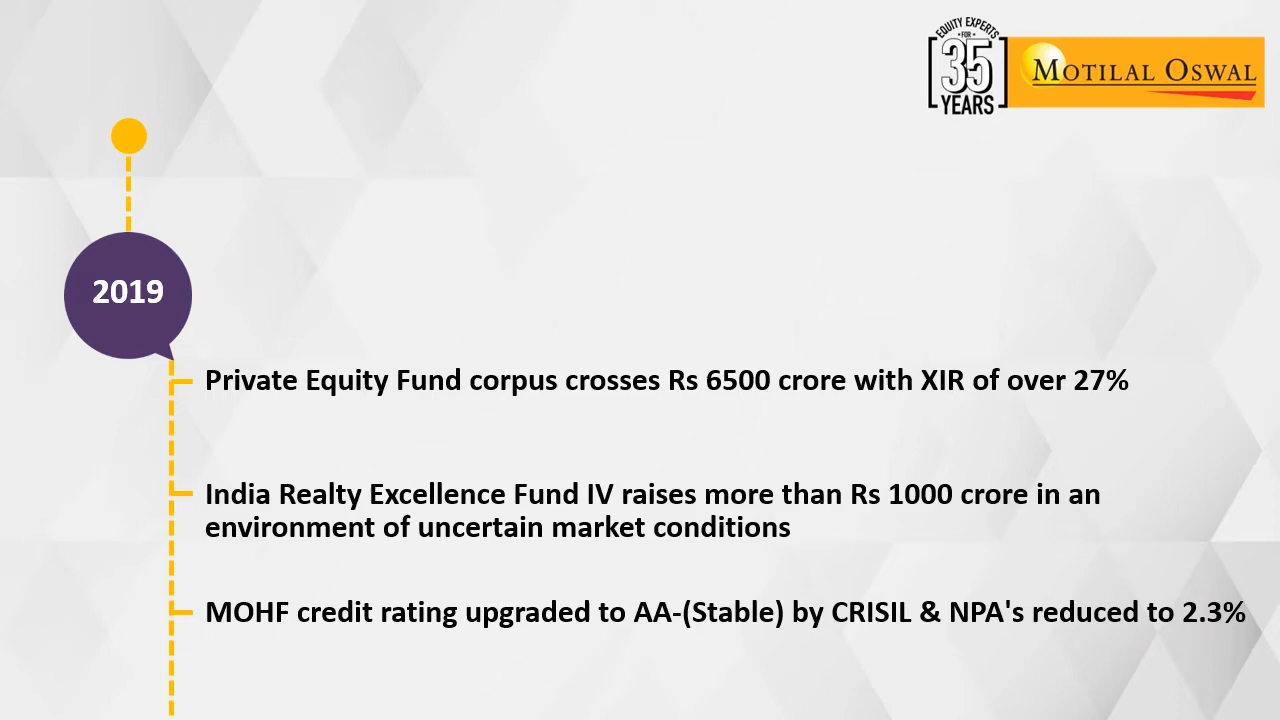 EQUITY EXPERTS
FOR
35
YEARS
MOTILAL OSWAL
2019
Private Equity Fund corpus crosses Rs 6500 crore with XIR of over 27%
India Realty Excellence Fund IV raises more than Rs 1000 crore in an
environment of uncertain market conditions
MOHF credit rating upgraded to AA-(Stable) by CRISIL & NPA's reduced to 2.3%